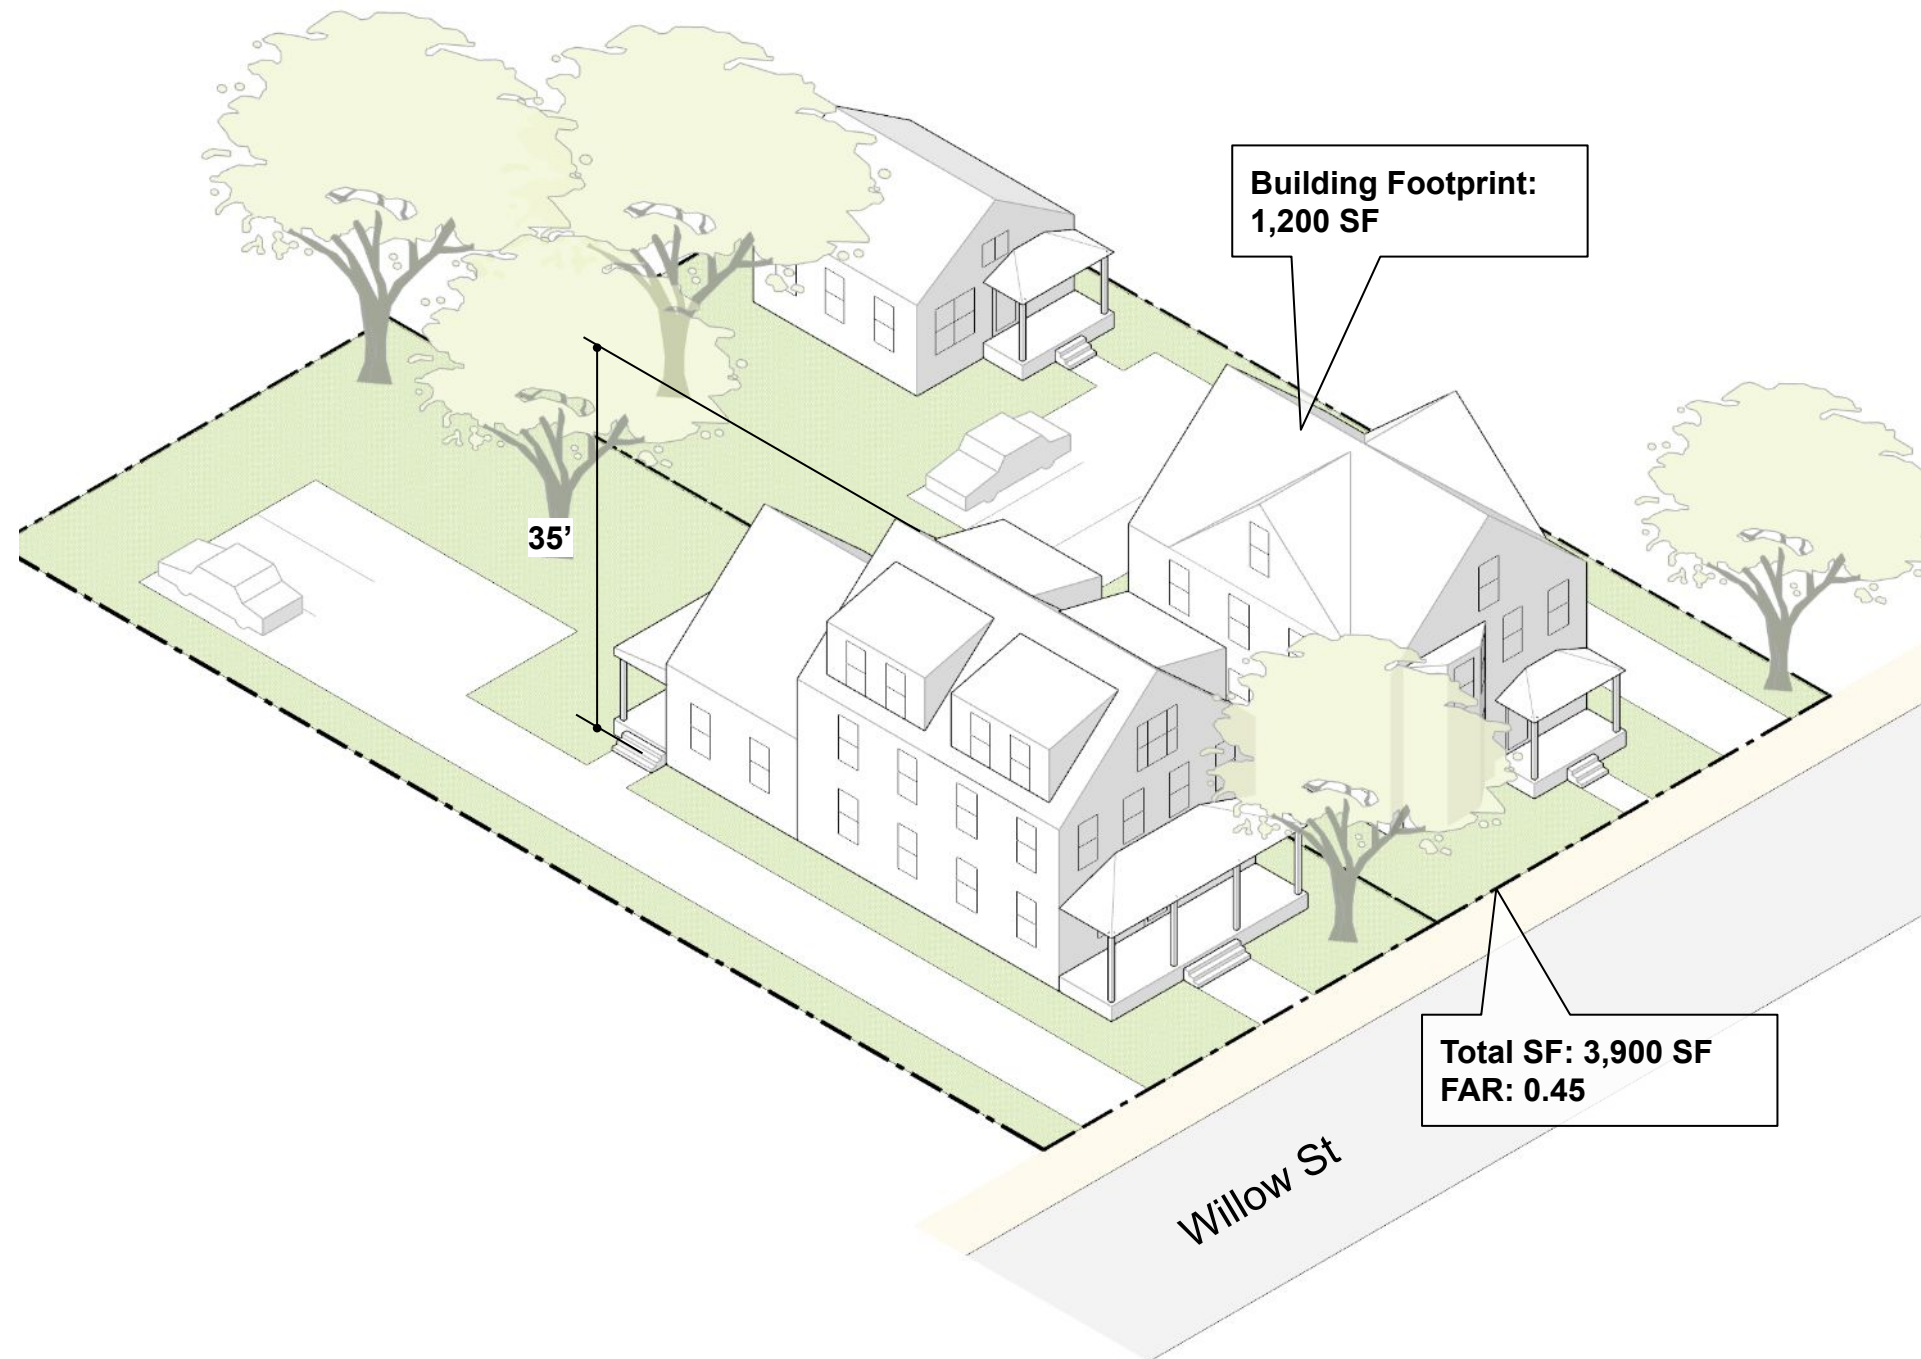 Building Footprint:
1,200 SF
35’
Total SF: 3,900 SF
FAR: 0.45
Willow St